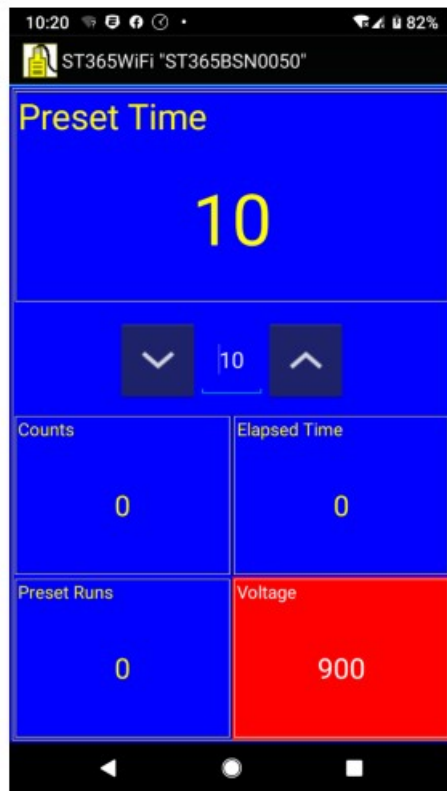 10:20
82%
ST365WiFi "ST365BSN0050"
Preset Time
10
10
Counts
Elapsed Time
0
0
Preset Runs
Voltage
0
900